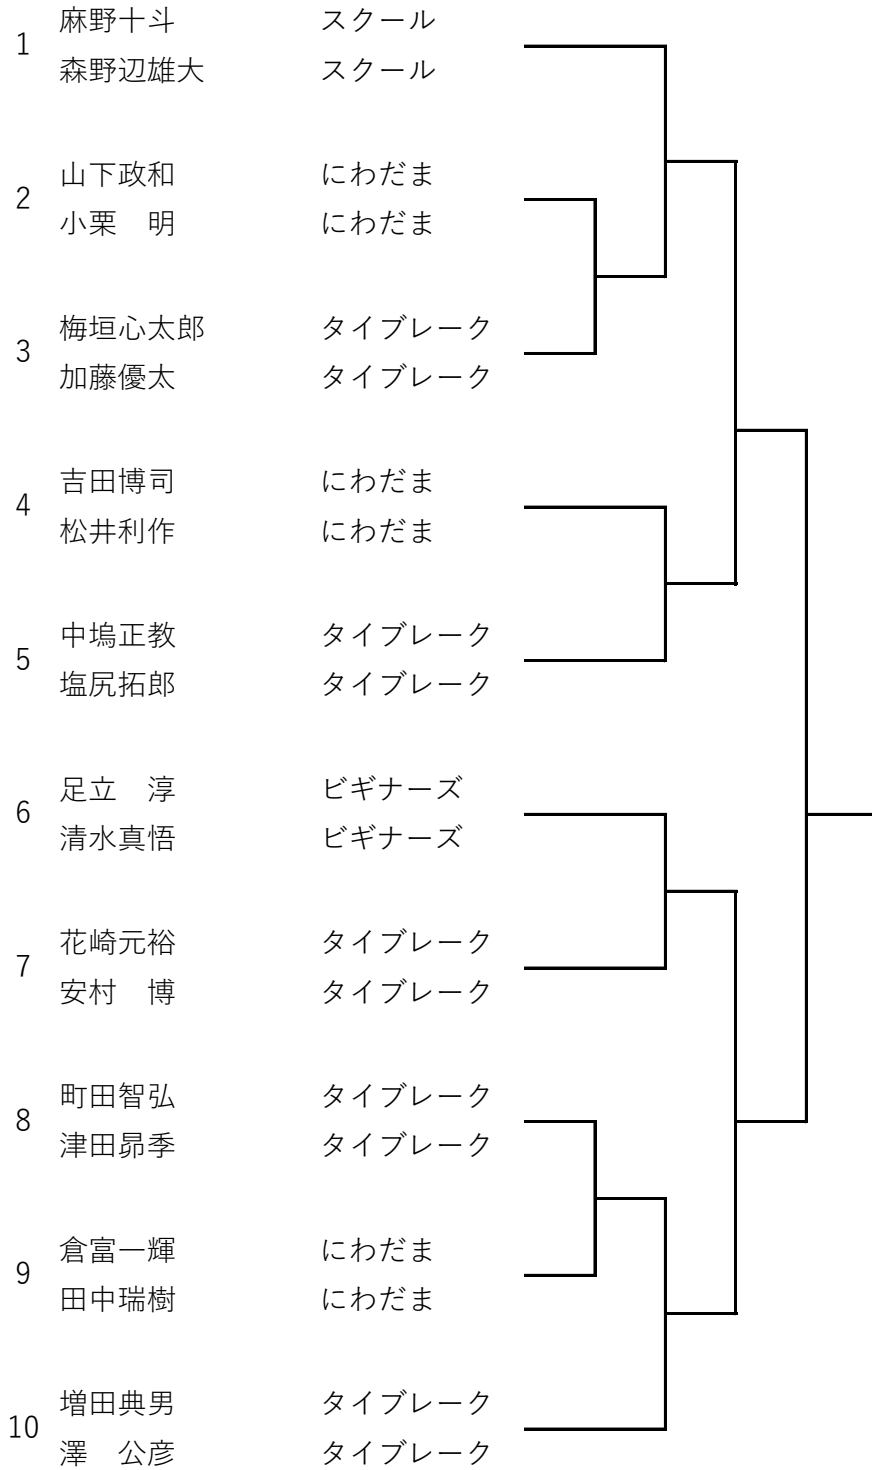 麻野十斗 スクール
1
森野辺雄大 スクール
山下政和 にわだま
2
小栗　明 にわだま
梅垣心太郎 タイブレーク
3
加藤優太 タイブレーク
吉田博司 にわだま
4
松井利作 にわだま
中塢正教 タイブレーク
5
塩尻拓郎 タイブレーク
足立　淳 ビギナーズ
6
清水真悟 ビギナーズ
花崎元裕 タイブレーク
7
安村　博 タイブレーク
町田智弘 タイブレーク
8
津田昴季 タイブレーク
倉富一輝 にわだま
9
田中瑞樹 にわだま
増田典男 タイブレーク
10
澤　公彦 タイブレーク